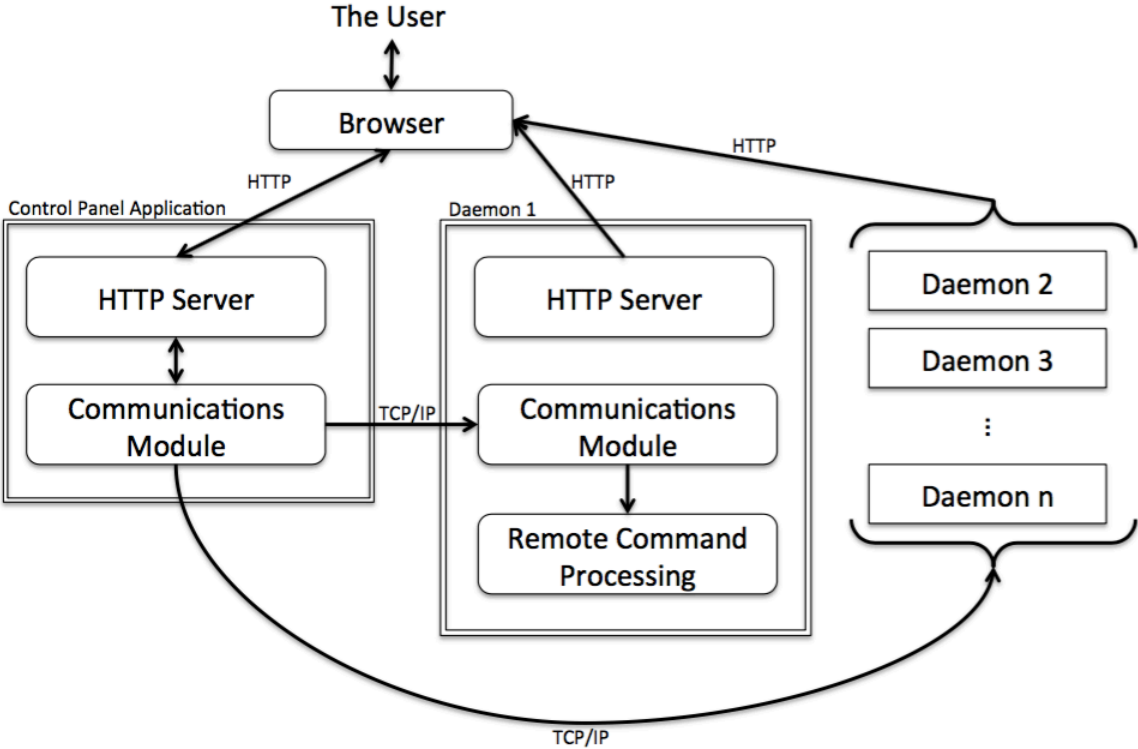 The User
Browser
HTTP
HTTP
HTTP
Control Panel Application
HTTP Server
Communications
Module
TCP/IP
Daemon 1
HTTP Server
Communications
Module
Remote Command
Processing
Daemon 2
Daemon 3
...
Daemon n
TCP/IP